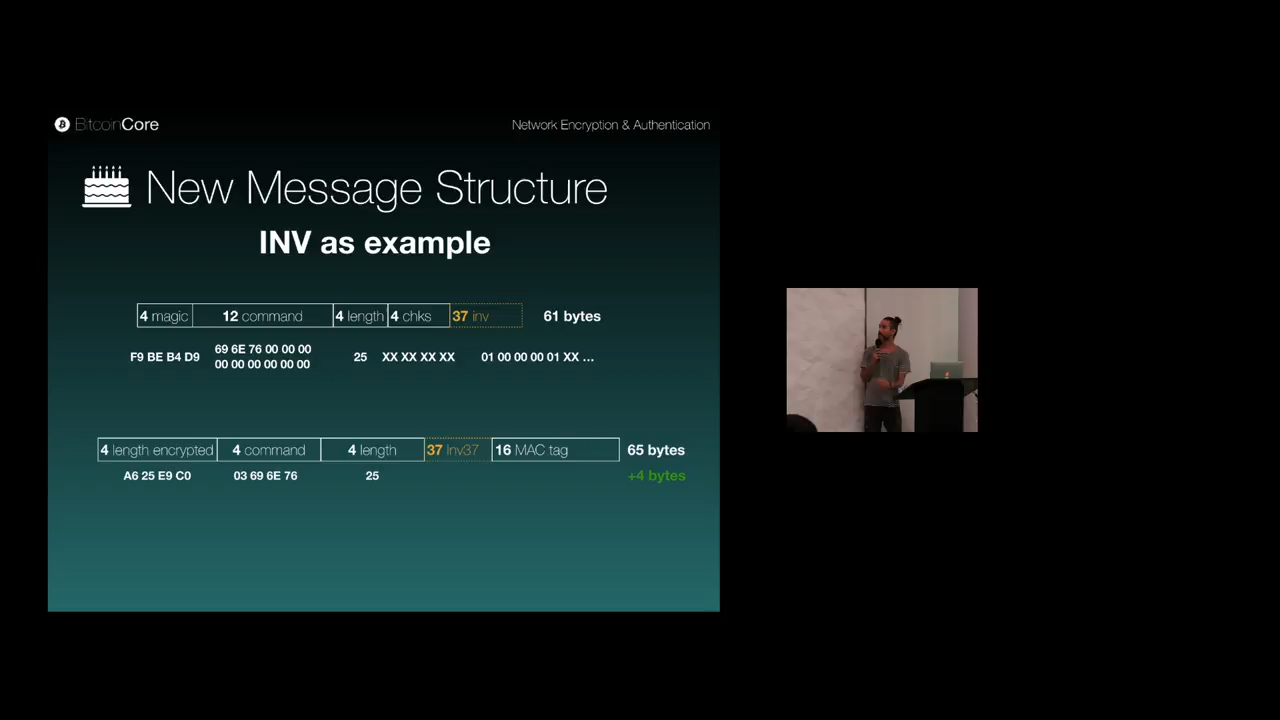 BitcoinCore
Network Encryption & Authentication
New Message Structure
INV as example
4 magic 12 command 4 length 4 chks 37 inv 61 bytes
F9 BE B4 D9 69 6E 76 00 00 00 25 XX XX XX XX 01 00 00 00 01 XX ...
00 00 00 00 00 00
4 length encrypted 4 command 4 length 37 Inv37 16 MAC tag 65 bytes
A6 25 E9 C0 03 69 6E 76 25 +4 bytes